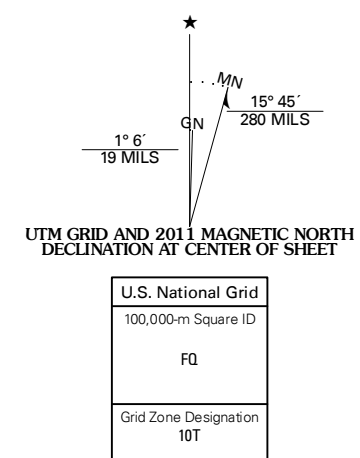 ★
MN
GN
15° 45´
280 MILS
1° 6´
19 MILS
UTM GRID AND 2011 MAGNETIC NORTH
DECLINATION AT CENTER OF SHEET
U.S. National Grid
100,000-m Square ID
FQ
Grid Zone Designation
10T